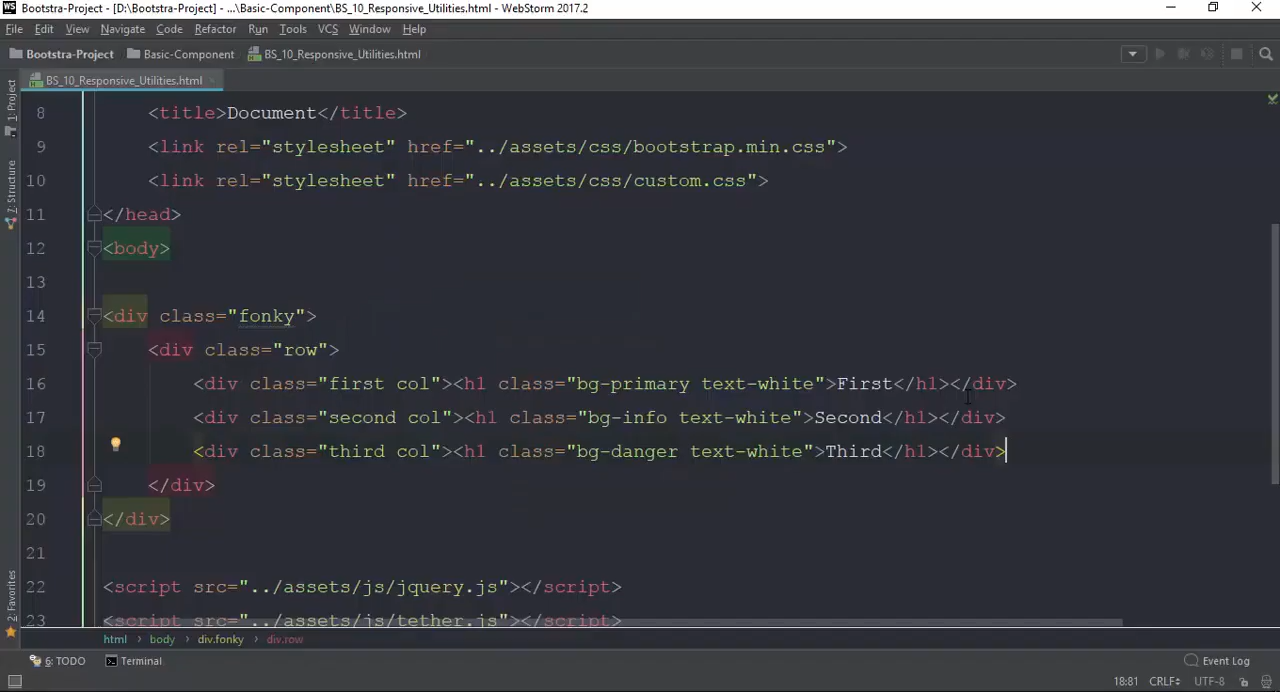 WS Bootstra-Project - [D:\Bootstra-Project] - ...\Basic-Component\BS_10_Responsive_Utilities.html - WebStorm 2017.2
File Edit View Navigate Code Refactor Run Tools VCS Window Help
Bootstra-Project Basic-Component BS_10_Responsive_Utilities.html
BS_10_Responsive_Utilities.html
1: Project
7: Structure
2: Favorites
8 <title>Document</title>
9 <link rel="stylesheet" href="../assets/css/bootstrap.min.css">
10 <link rel="stylesheet" href="../assets/css/custom.css">
11 </head>
12 <body>
13
14 <div class="fonky">
15 <div class="row">
16 <div class="first col"><h1 class="bg-primary text-white">First</h1></div>
17 <div class="second col"><h1 class="bg-info text-white">Second</h1></div>
18 <div class="third col"><h1 class="bg-danger text-white">Third</h1></div>
19 </div>
20 </div>
21
22 <script src="../assets/js/jquery.js"></script>
23 <script src="../assets/js/tether.js"></script>
html body div.fonky div.row
6: TODO Terminal Event Log
18:81 CRLF UTF-8